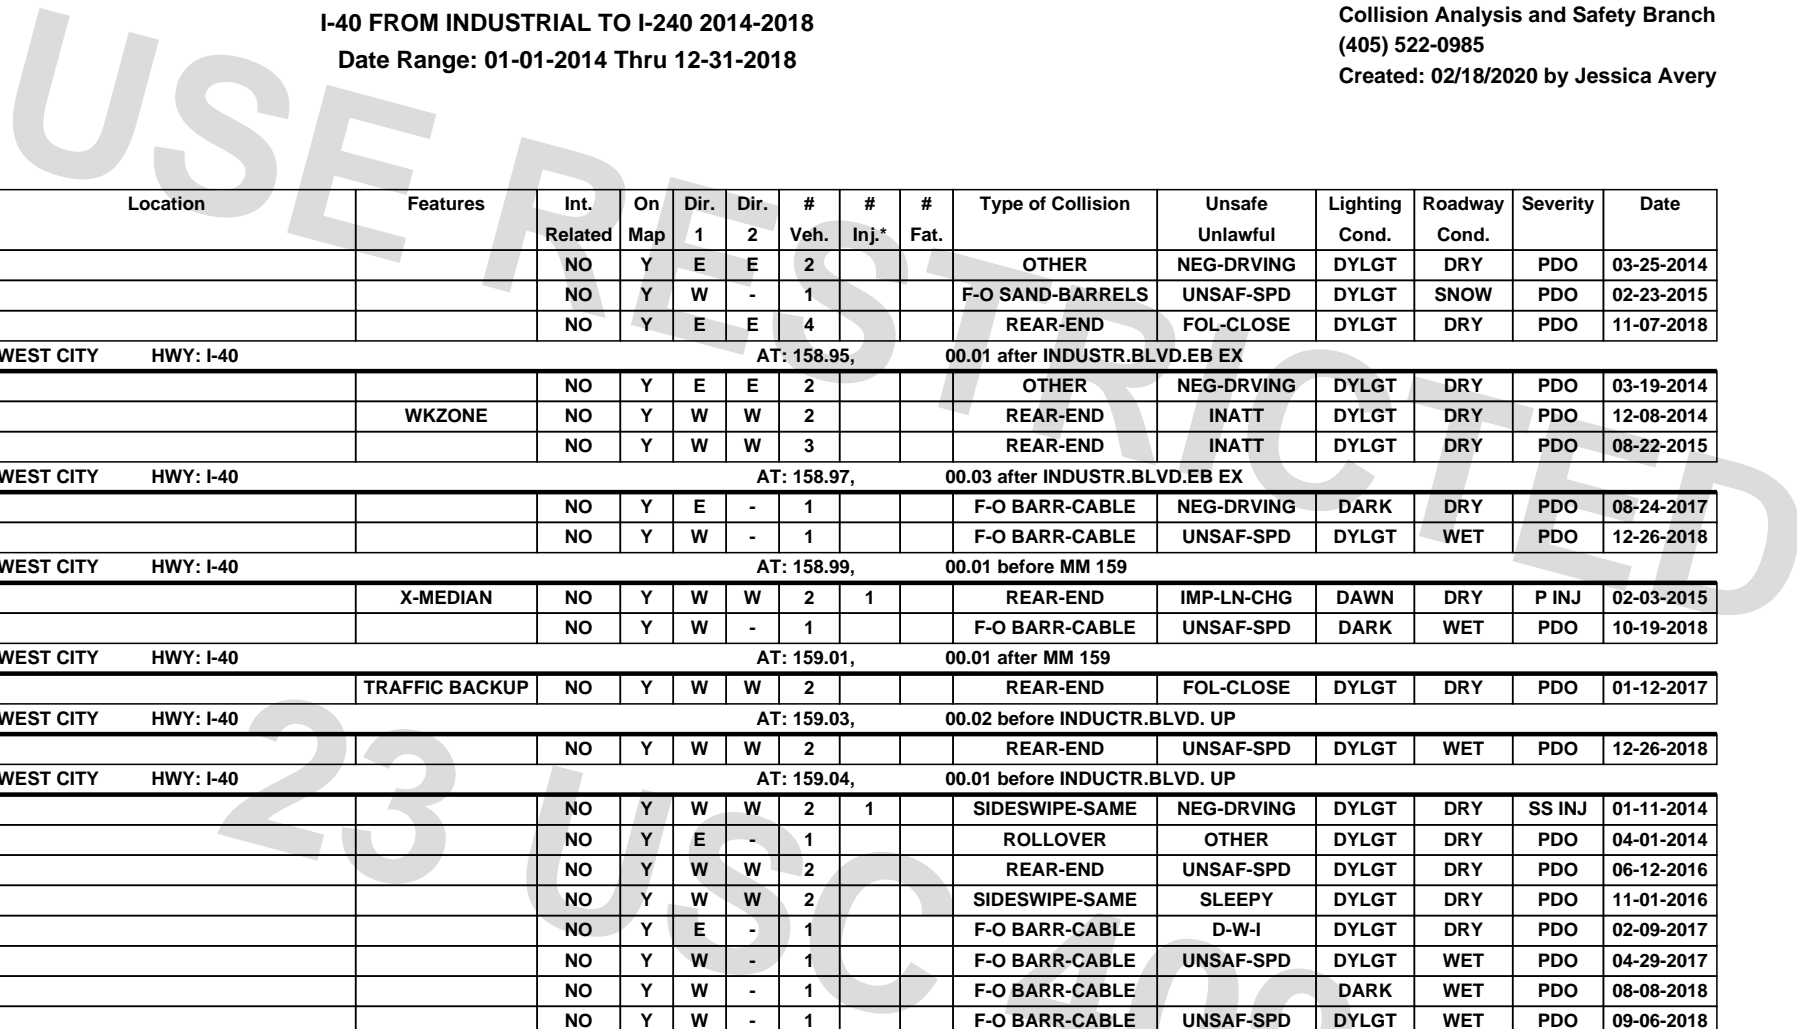 I-40 FROM INDUSTRIAL TO I-240 2014-2018
Date Range: 01-01-2014 Thru 12-31-2018
Collision Analysis and Safety Branch
(405) 522-0985
Created: 02/18/2020 by Jessica Avery
USE RESTRICTED
23 USC 409
Location Features Int. Related On Map Dir. 1 Dir. 2 # Veh. # Inj.* # Fat. Type of Collision Unsafe Unlawful Lighting Cond. Roadway Cond. Severity Date
NO Y E E 2 OTHER NEG-DRVING DYLGT DRY PDO 03-25-2014
NO Y W - 1 F-O SAND-BARRELS UNSAF-SPD DYLGT SNOW PDO 02-23-2015
NO Y E E 4 REAR-END FOL-CLOSE DYLGT DRY PDO 11-07-2018
WEST CITY HWY: I-40 AT: 158.95, 00.01 after INDUSTR.BLVD.EB EX
NO Y E E 2 OTHER NEG-DRVING DYLGT DRY PDO 03-19-2014
WKZONE NO Y W W 2 REAR-END INATT DYLGT DRY PDO 12-08-2014
NO Y W W 3 REAR-END INATT DYLGT DRY PDO 08-22-2015
WEST CITY HWY: I-40 AT: 158.97, 00.03 after INDUSTR.BLVD.EB EX
NO Y E - 1 F-O BARR-CABLE NEG-DRVING DARK DRY PDO 08-24-2017
NO Y W - 1 F-O BARR-CABLE UNSAF-SPD DYLGT WET PDO 12-26-2018
WEST CITY HWY: I-40 AT: 158.99, 00.01 before MM 159
X-MEDIAN NO Y W W 2 1 REAR-END IMP-LN-CHG DAWN DRY P INJ 02-03-2015
NO Y W - 1 F-O BARR-CABLE UNSAF-SPD DARK WET PDO 10-19-2018
WEST CITY HWY: I-40 AT: 159.01, 00.01 after MM 159
TRAFFIC BACKUP NO Y W W 2 REAR-END FOL-CLOSE DYLGT DRY PDO 01-12-2017
WEST CITY HWY: I-40 AT: 159.03, 00.02 before INDUCTR.BLVD. UP
NO Y W W 2 REAR-END UNSAF-SPD DYLGT WET PDO 12-26-2018
WEST CITY HWY: I-40 AT: 159.04, 00.01 before INDUCTR.BLVD. UP
NO Y W W 2 1 SIDESWIPE-SAME NEG-DRVING DYLGT DRY SS INJ 01-11-2014
NO Y E - 1 ROLLOVER OTHER DYLGT DRY PDO 04-01-2014
NO Y W W 2 REAR-END UNSAF-SPD DYLGT DRY PDO 06-12-2016
NO Y W W 2 SIDESWIPE-SAME SLEEPY DYLGT DRY PDO 11-01-2016
NO Y E - 1 F-O BARR-CABLE D-W-I DYLGT DRY PDO 02-09-2017
NO Y W - 1 F-O BARR-CABLE UNSAF-SPD DYLGT WET PDO 04-29-2017
NO Y W - 1 F-O BARR-CABLE DARK WET PDO 08-08-2018
NO Y W - 1 F-O BARR-CABLE UNSAF-SPD DYLGT WET PDO 09-06-2018